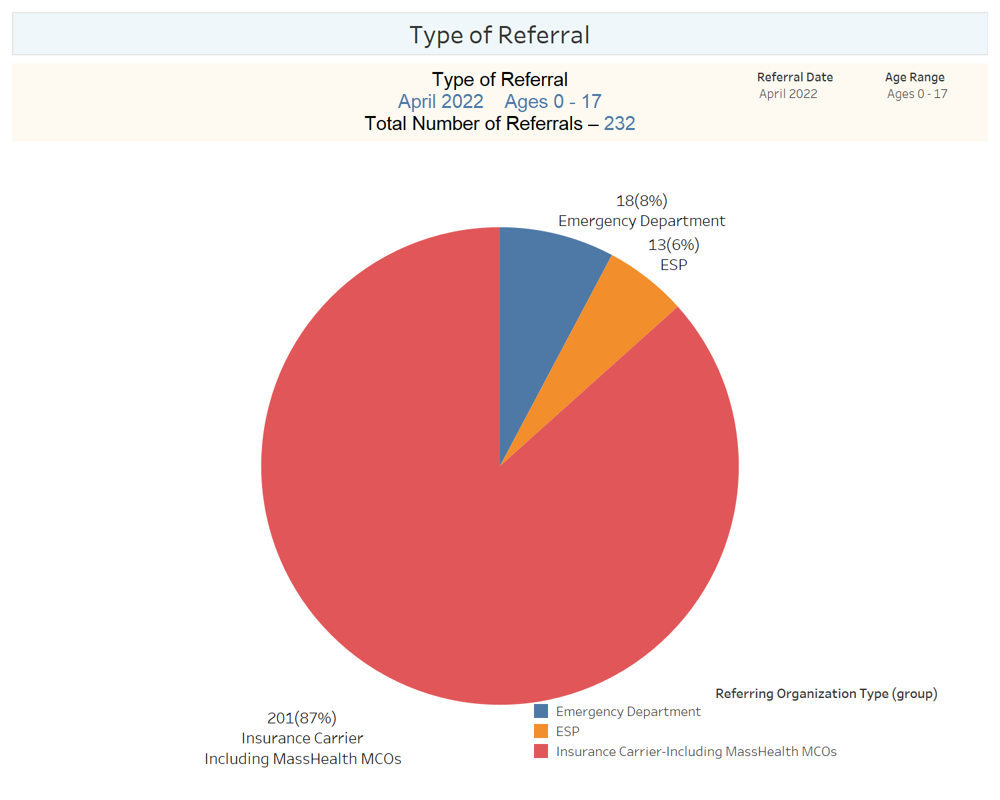 Type of Referral
Type of Referral
April 2022 Ages 0 - 17
Total Number of Referrals – 232
Referral Date
April 2022
Age Range
Ages 0 - 17
18(8%)
Emergency Department
13(6%)
ESP
201(87%)
Insurance Carrier
Including MassHealth MCOs
Referring Organization Type (group)
Emergency Department
ESP
Insurance Carrier-Including MassHealth MCOs